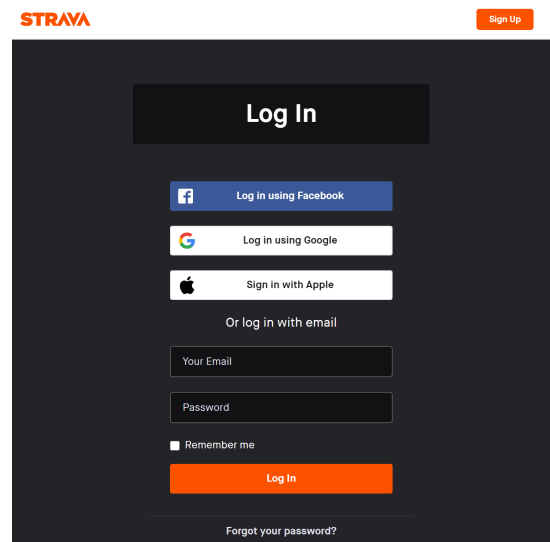 STRAVA
Sign Up
Log In
Log in using Facebook
Log in using Google
Sign in with Apple
Or log in with email
Your Email
Password
Remember me
Log In
Forgot your password?